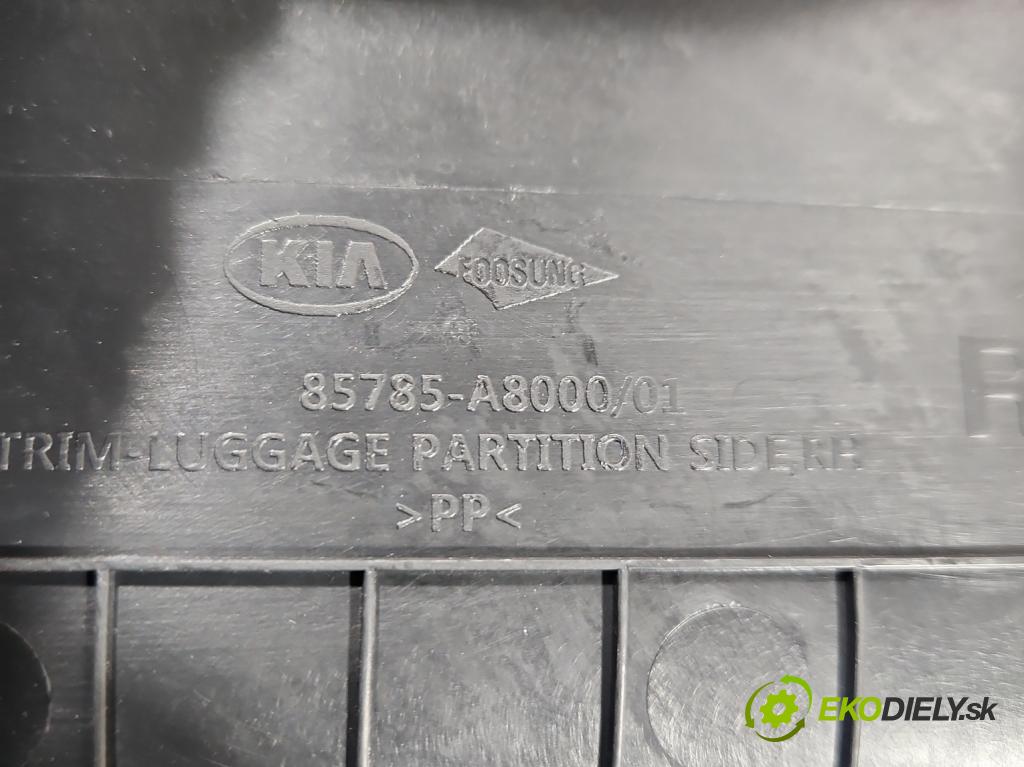 KIA FOOSUNG
85785-A8000/01
TRIM-LUGGAGE PARTITION SIDE,RH
>PP<
EKODIELY.sk